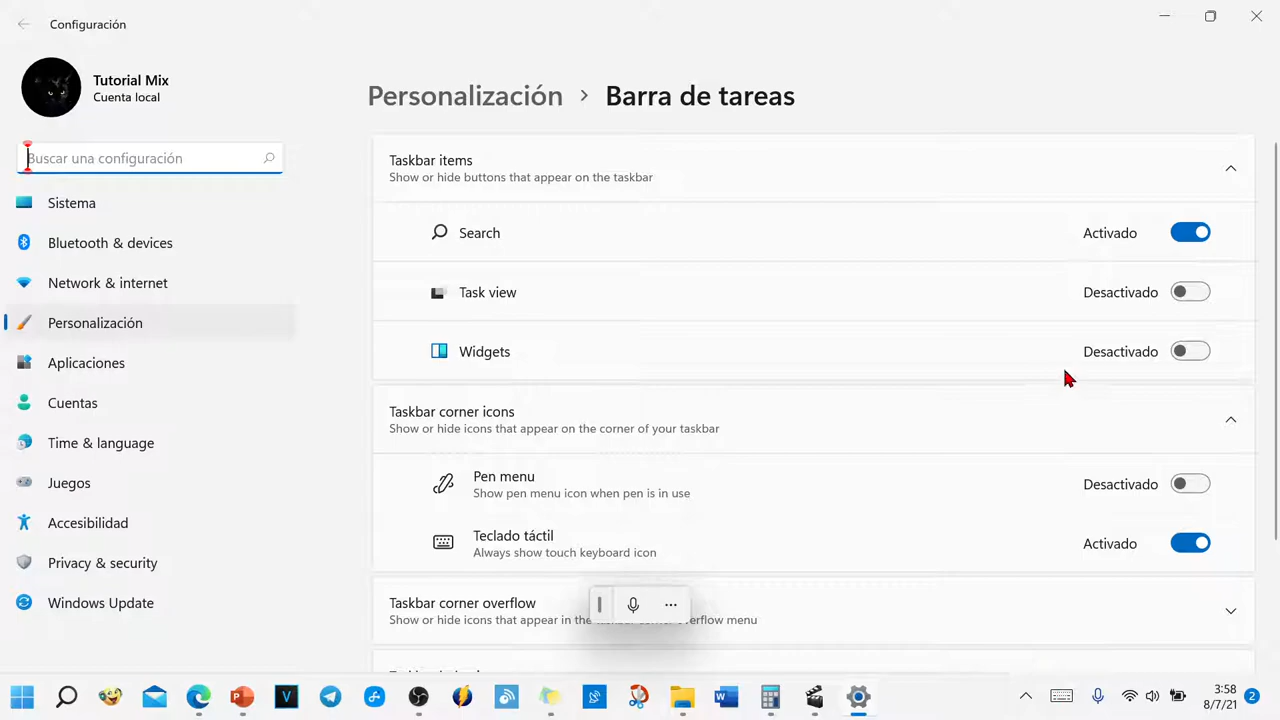 Configuración
Tutorial Mix
Cuenta local
Buscar una configuración
Sistema
Bluetooth & devices
Network & internet
Personalización
Aplicaciones
Cuentas
Time & language
Juegos
Accesibilidad
Privacy & security
Windows Update
Personalización > Barra de tareas
Taskbar items
Show or hide buttons that appear on the taskbar
Search Activado
Task view Desactivado
Widgets Desactivado
Taskbar corner icons
Show or hide icons that appear on the corner of your taskbar
Pen menu
Show pen menu icon when pen is in use
Desactivado
Teclado táctil
Always show touch keyboard icon
Activado
Taskbar corner overflow
Show or hide icons that appear in the overflow menu
3:58
8/7/21
2